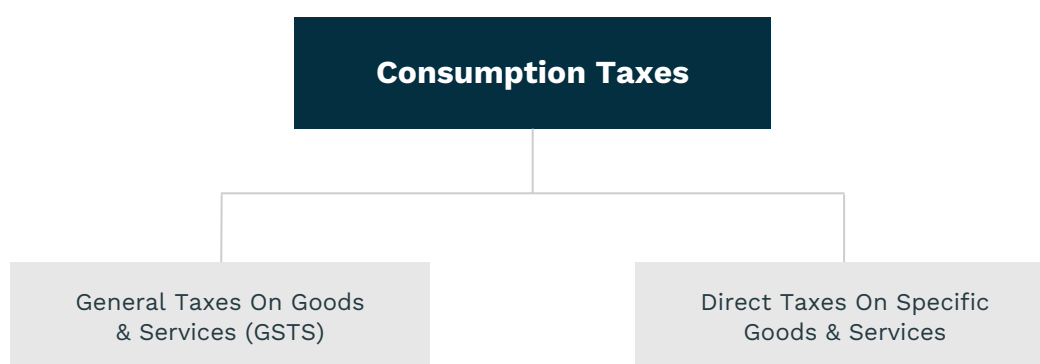 Consumption Taxes
General Taxes On Goods
& Services (GSTS)
Direct Taxes On Specific
Goods & Services